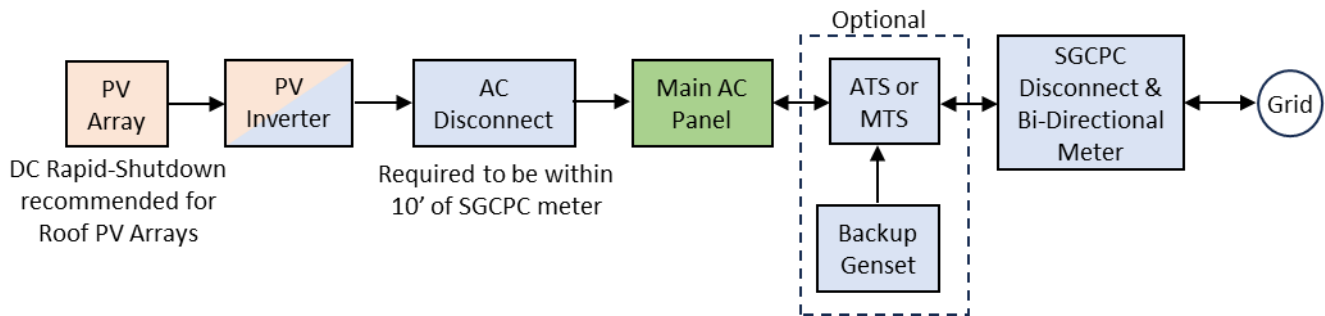 Optional
PV
Array
PV
Inverter
AC
Disconnect
Main AC
Panel
ATS or
MTS
SGCPC
Disconnect &
Bi-Directional
Meter
Grid
DC Rapid-Shutdown
recommended for
Roof PV Arrays
Required to be within
10’ of SGCPC meter
Backup
Genset